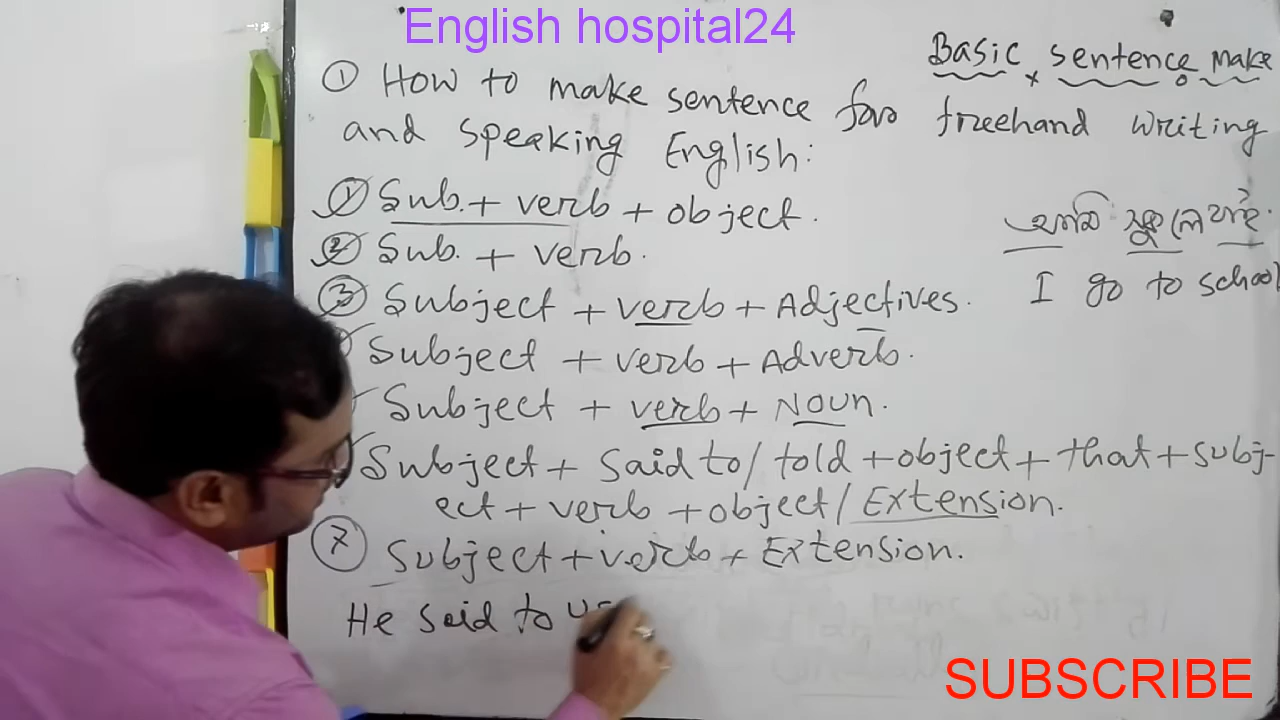 English hospital24
Basic sentence make
① How to make sentence for freehand writing
and speaking English:
① Sub. + verb + object.
② Sub. + verb.
③ Subject + verb + Adjectives.
Subject + verb + Adverb.
Subject + verb + Noun.
Subject + said to/ told + object + that + subj-
ect + verb + object/ Extension.
⑦ Subject + verb + Extension.
He said to us
আমি স্কুলে যাই.
I go to school
SUBSCRIBE